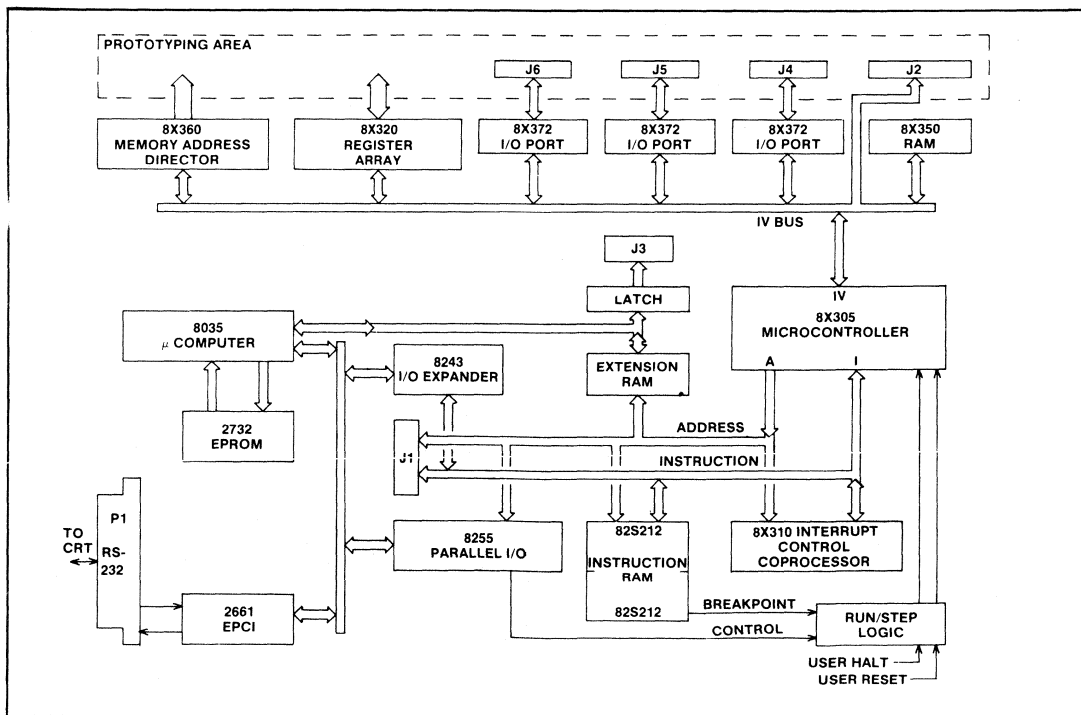 PROTOTYPING AREA
J6
J5
J4
J2
8X360
MEMORY ADDRESS
DIRECTOR
8X320
REGISTER
ARRAY
8X372
I/O PORT
8X372
I/O PORT
8X372
I/O PORT
8X350
RAM
IV BUS
J3
LATCH
IV
8X305
MICROCONTROLLER
A
I
8035
μ COMPUTER
8243
I/O EXPANDER
EXTENSION
RAM
2732
EPROM
J1
ADDRESS
INSTRUCTION
TO
CRT
P1
RS-
232
8255
PARALLEL I/O
82S212
INSTRUCTION
RAM
82S212
8X310 INTERRUPT
CONTROL
COPROCESSOR
2661
EPCI
BREAKPOINT
CONTROL
RUN/STEP
LOGIC
USER HALT
USER RESET